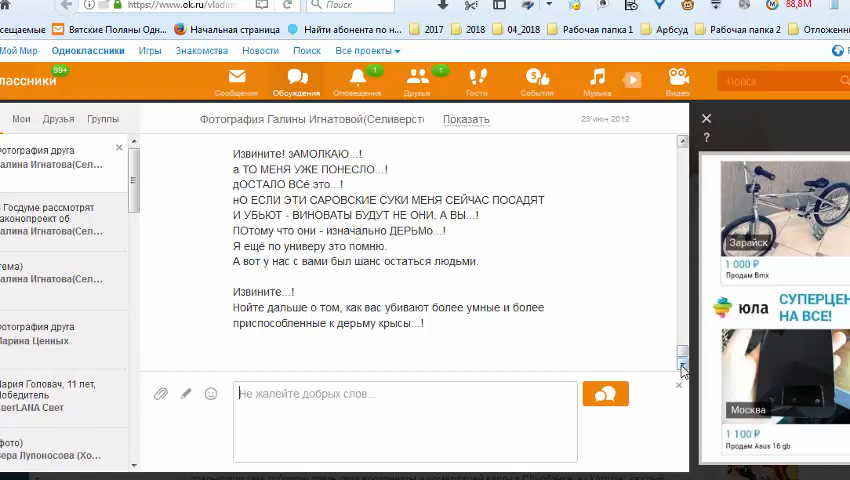 https://www.ok.ru/vladim
Поиск
88,8M
сещаемые
Вятские Поляны Одн...
Начальная страница
Найти абонента по н...
2017
2018
04_2018
Рабочая папка 1
Арбсуд
Рабочая папка 2
Отложенн
Мой Мир
Одноклассники
Игры
Знакомства
Новости
Поиск
Все проекты
лассники
99+
Сообщения
Обсуждения
1
Оповещения
1
Друзья
Гости
5
События
Музыка
Видео
Поиск
Мои
Друзья
Группы
Фотография Галины Игнатовой(Селиверст
Показать
29 июн 2012
Фотография друга
Галина Игнатова(Сел...
В Госдуме рассмотрят
законопроект об
Галина Игнатова(Сел...
тема)
Галина Игнатова(Сел...
Фотография друга
Марина Ценных
Мария Головач, 11 лет,
Победитель
СветLANA Свет
(фото)
Вера Лупоносова (Хо...
Извините! зАМОЛКАЮ...!
а ТО МЕНЯ УЖЕ ПОНЕСЛО...!
дОСТАЛО ВСё это...!
нО ЕСЛИ ЭТИ САРОВСКИЕ СУКИ МЕНЯ СЕЙЧАС ПОСАДЯТ
И УБЬЮТ - ВИНОВАТЫ БУДУТ НЕ ОНИ, А ВЫ...!
ПОтому что они - изначально ДЕРЬМо...!
Я ещё по универу это помню.
А вот у нас с вами был шанс остаться людьми.
Извините...!
Нойте дальше о том, как вас убивают более умные и более
приспособленные к дерьму крысы...!
Не жалейте добрых слов...
?
Зарайск
1 000 ₽
Продам Bmx
юла
СУПЕРЦЕН
НА ВСЕ!
Москва
1 100 ₽
Продам Asus 16 gb